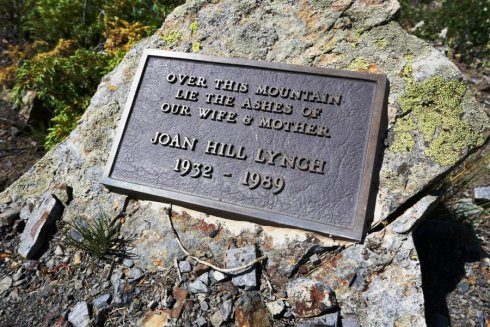 OVER THIS MOUNTAIN
LIE THE ASHES OF
OUR WIFE & MOTHER
JOAN HILL LYNCH
1932 - 1989